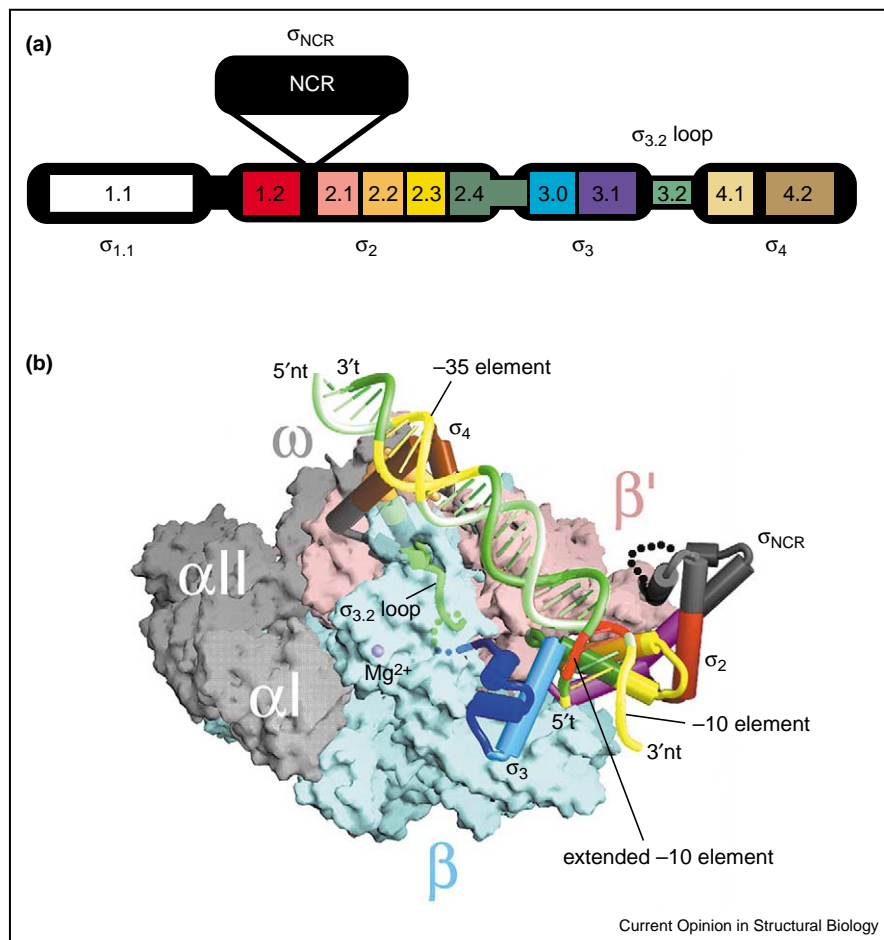 (a)
σNCR
NCR
σ3.2 loop
1.1 1.2 2.1 2.2 2.3 2.4 3.0 3.1 3.2 4.1 4.2
σ1.1 σ2 σ3 σ4
(b)
5′nt 3′t –35 element
ω σ4
β'
σNCR
αII
σ3.2 loop
σ2
Mg2+
αI
5′t –10 element
3′nt
σ3
extended –10 element
β
Current Opinion in Structural Biology